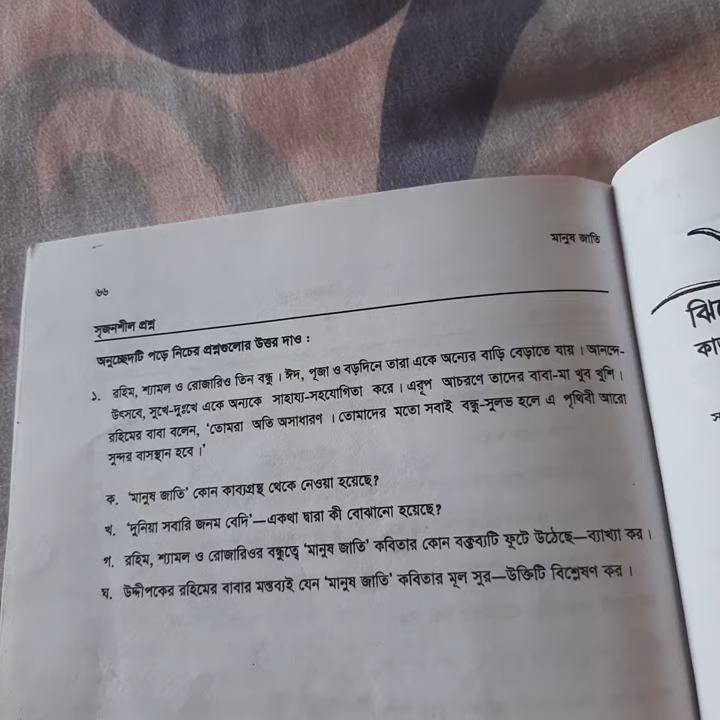 মানুষ জাতি
৬৬
সৃজনশীল প্রশ্ন
অনুচ্ছেদটি পড়ে নিচের প্রশ্নগুলোর উত্তর দাও :
১. রহিম, শ্যামল ও রোজারিও তিন বন্ধু। ঈদ, পূজা ও বড়দিনে তারা একে অন্যের বাড়ি বেড়াতে যায়। আনন্দ-
উৎসবে, সুখে-দুঃখে একে অন্যকে সাহায্য-সহযোগিতা করে। এরূপ আচরণে তাদের বাবা-মা খুব খুশি।
রহিমের বাবা বলেন, ‘তোমরা অতি অসাধারণ। তোমাদের মতো সবাই বন্ধু-সুলভ হলে এ পৃথিবী আরো
সুন্দর বাসস্থান হবে।’
ক. ‘মানুষ জাতি’ কোন কাব্যগ্রন্থ থেকে নেওয়া হয়েছে?
খ. ‘দুনিয়া সবারি জনম বেদি’—একথা দ্বারা কী বোঝানো হয়েছে?
গ. রহিম, শ্যামল ও রোজারিওর বন্ধুত্বে ‘মানুষ জাতি’ কবিতার কোন বক্তব্যটি ফুটে উঠেছে—ব্যাখ্যা কর।
ঘ. উদ্দীপকের রহিমের বাবার মন্তব্যই যেন ‘মানুষ জাতি’ কবিতার মূল সুর—উক্তিটি বিশ্লেষণ কর।